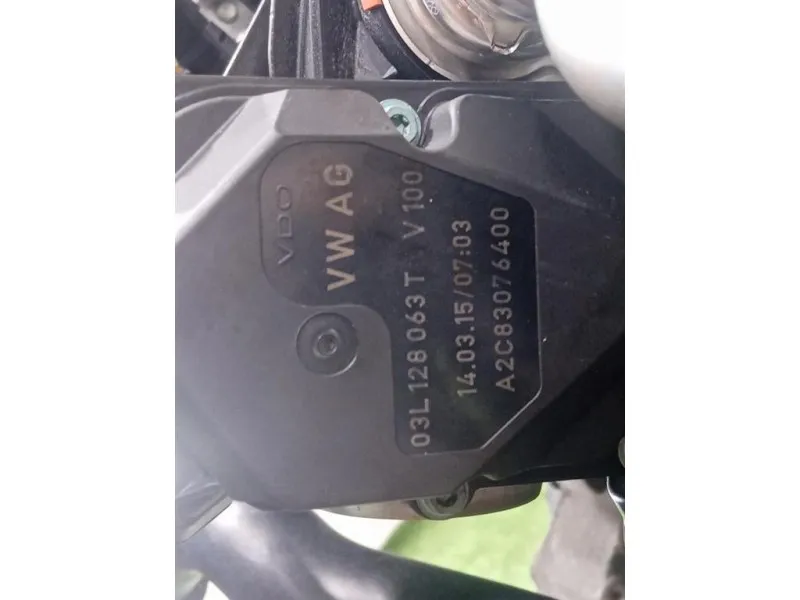 VDO
VW AG
03L 128 063 T V 100
14.03.15/07:03
A2C83076400